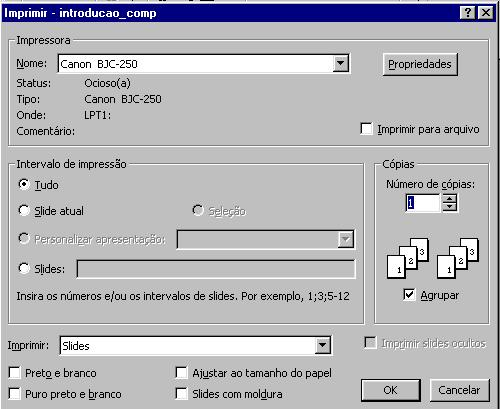 Imprimir - introducao_comp
Impressora
Nome: Canon BJC-250 Propriedades
Status: Ocioso(a)
Tipo: Canon BJC-250
Onde: LPT1:
Comentário: Imprimir para arquivo
Intervalo de impressão
Tudo
Slide atual Seleção
Personalizar apresentação:
Slides:
Insira os números e/ou os intervalos de slides. Por exemplo, 1;3;5-12
Cópias
Número de cópias:
1
1 2 3 1 2 3
Agrupar
Imprimir: Slides Imprimir slides ocultos
Preto e branco Ajustar ao tamanho do papel
Puro preto e branco Slides com moldura
OK Cancelar